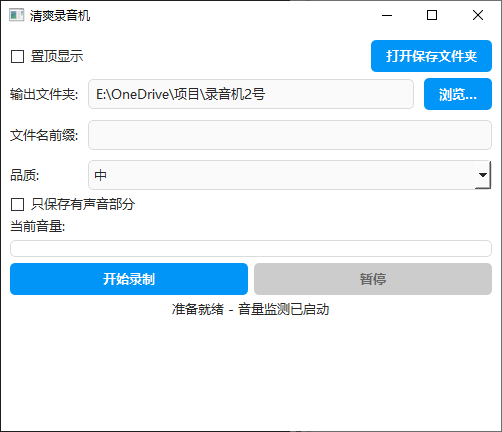 清爽录音机
置顶显示
打开保存文件夹
输出文件夹: E:\OneDrive\项目\录音机2号 浏览...
文件名前缀:
品质: 中
只保存有声音部分
当前音量:
开始录制 暂停
准备就绪 - 音量监测已启动